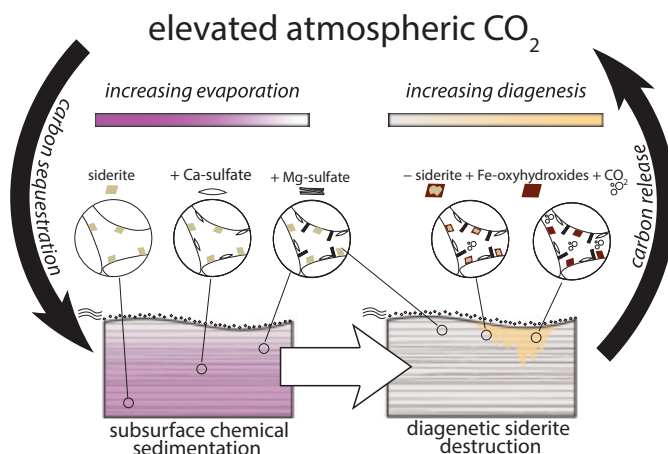 elevated atmospheric CO2
increasing evaporation
increasing diagenesis
carbon sequestration
carbon release
siderite
+ Ca-sulfate
+ Mg-sulfate
– siderite + Fe-oxyhydroxides + CO2
subsurface chemical
sedimentation
diagenetic siderite
destruction